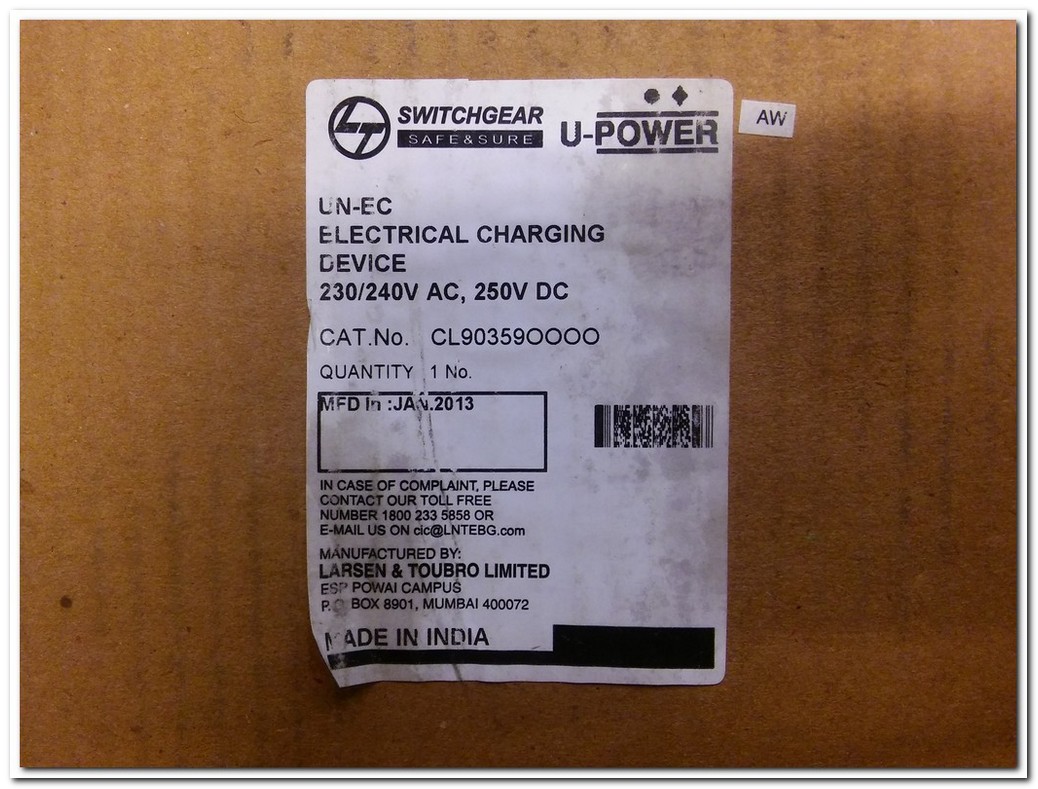 LT SWITCHGEAR
SAFE & SURE
U-POWER
AW
UN-EC
ELECTRICAL CHARGING
DEVICE
230/240V AC, 250V DC
CAT.No. CL90359OOOO
QUANTITY 1 No.
MFD In :JAN.2013
IN CASE OF COMPLAINT, PLEASE
CONTACT OUR TOLL FREE
NUMBER 1800 233 5858 OR
E-MAIL US ON cic@LNTEBG.com
MANUFACTURED BY:
LARSEN & TOUBRO LIMITED
ESP POWAI CAMPUS
P.O BOX 8901, MUMBAI 400072
MADE IN INDIA